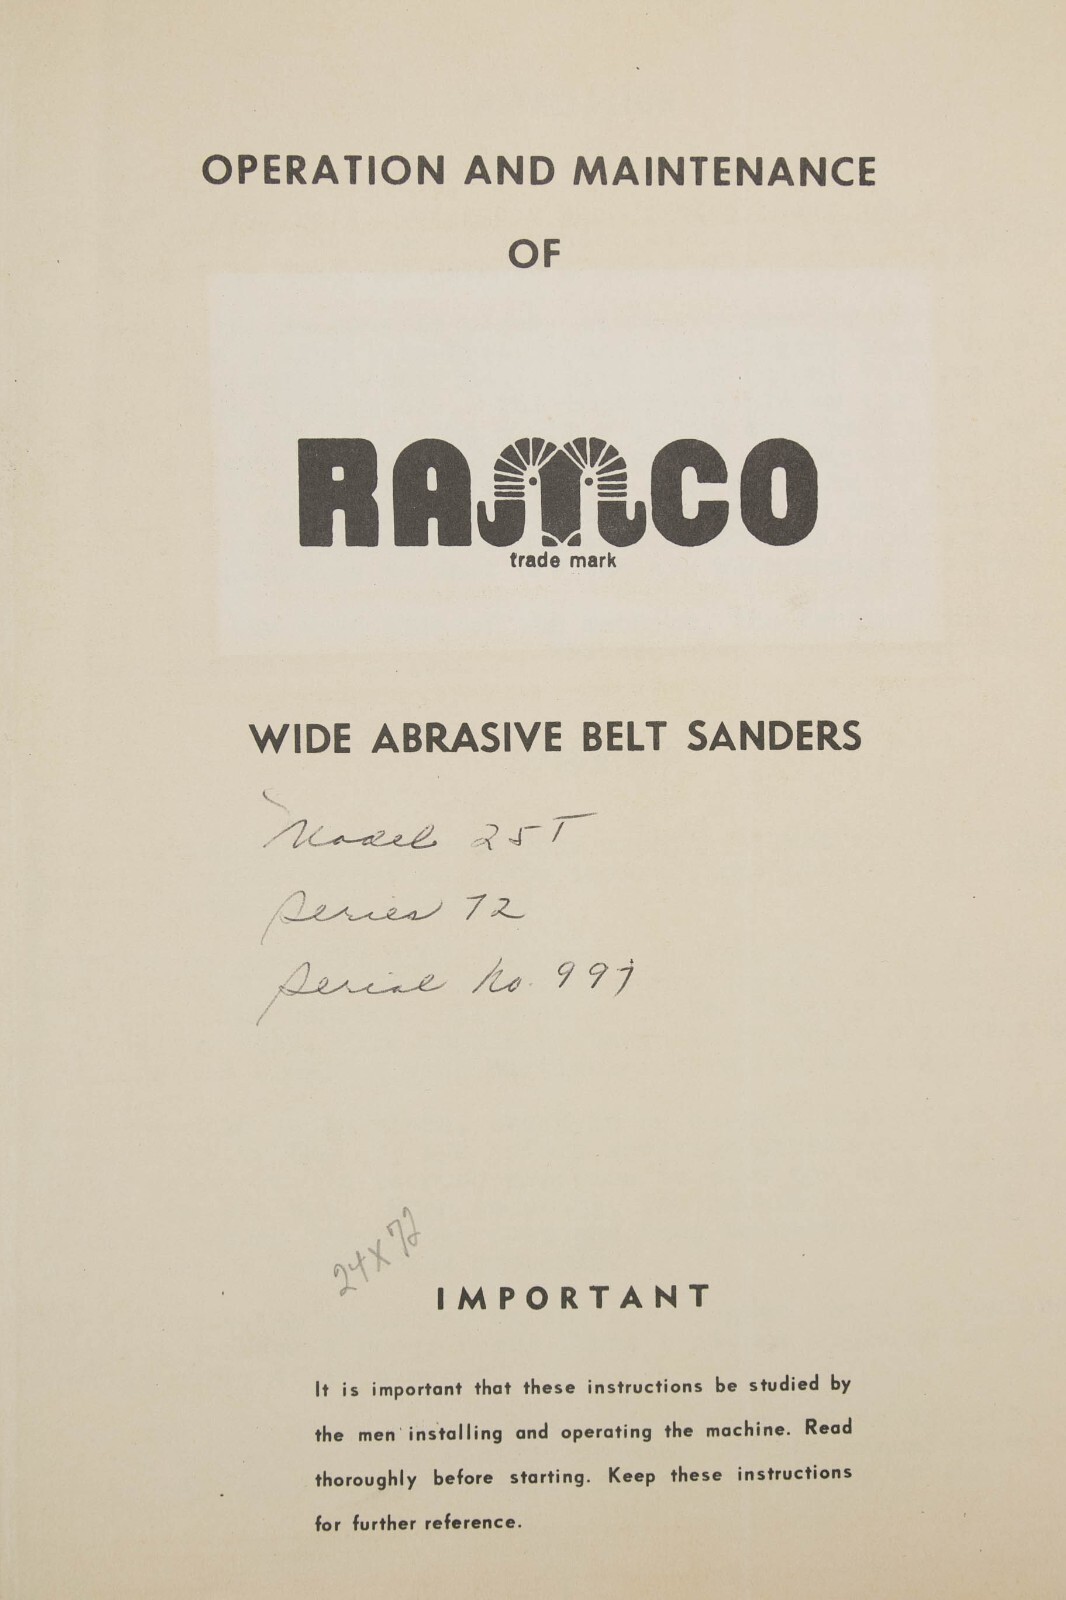 OPERATION AND MAINTENANCE
OF
RAMCO
trade mark
WIDE ABRASIVE BELT SANDERS
Model 25T
Series 72
Serial No.
24 X 72
IMPORTANT
It is important that these instructions be studied by
the men installing and operating the machine. Read
thoroughly before starting. Keep these instructions
for further reference.